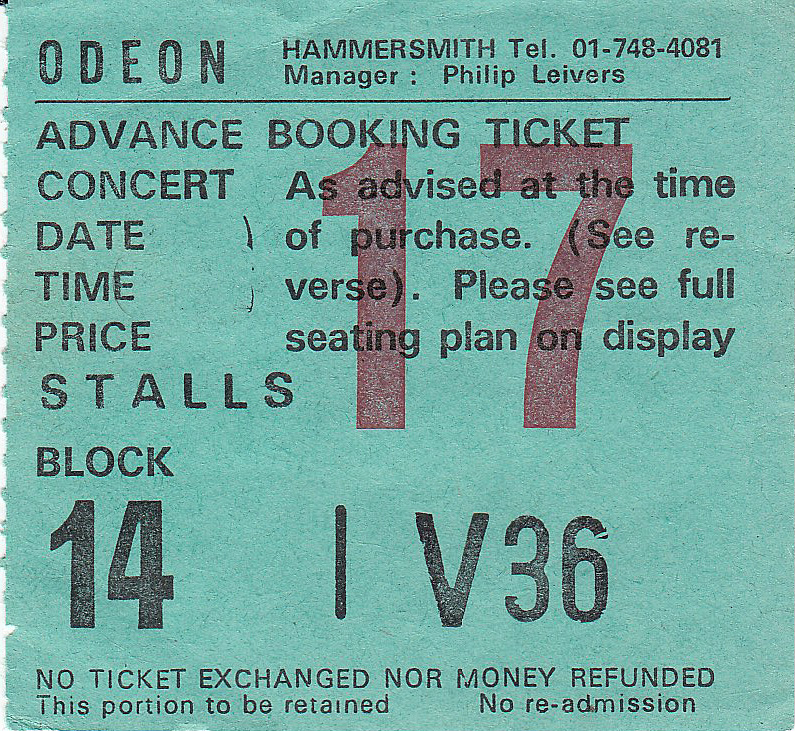 ODEON HAMMERSMITH Tel. 01-748-4081
Manager : Philip Leivers
ADVANCE BOOKING TICKET
CONCERT As advised at the time
DATE ) of purchase. (See re-
TIME ) verse). Please see full
PRICE seating plan on display
STALLS
17
BLOCK
14 | V36
NO TICKET EXCHANGED NOR MONEY REFUNDED
This portion to be retained No re-admission